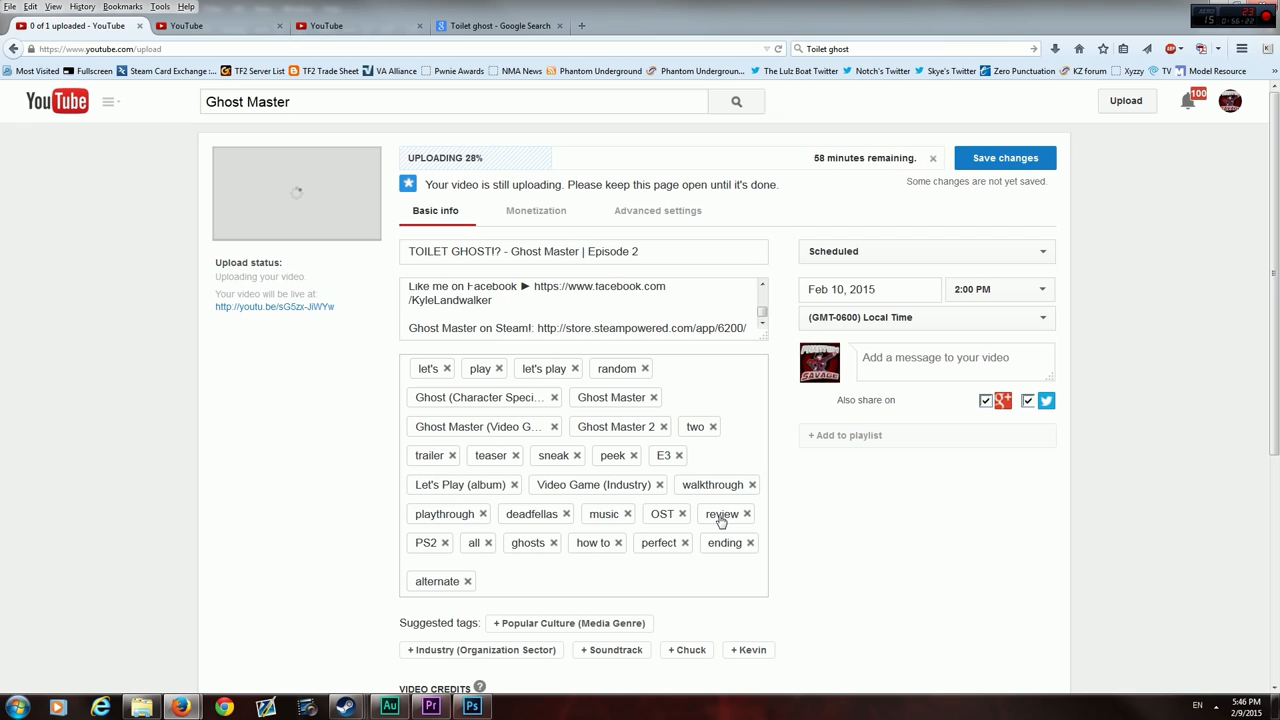 File Edit View History Bookmarks Tools Help
0 of 1 uploaded - YouTube
YouTube
YouTube
Toilet ghost - Google Search
AERO
15
23
0:56:22
https://www.youtube.com/upload
Toilet ghost
Most Visited Fullscreen Steam Card Exchange :... TF2 Server List TF2 Trade Sheet VA Alliance Pwnie Awards NMA News Phantom Underground Phantom Undergroun... The Lulz Boat Twitter Notch's Twitter Skye's Twitter Zero Punctuation KZ forum Xyzzy TV Model Resource
YouTube
Ghost Master
Upload
100
UPLOADING 28%
58 minutes remaining.
Save changes
Your video is still uploading. Please keep this page open until it's done.
Some changes are not yet saved.
Basic info Monetization Advanced settings
Upload status:
Uploading your video.
Your video will be live at:
http://youtu.be/sG5zx-JiWYw
TOILET GHOST!? - Ghost Master | Episode 2
Like me on Facebook ► https://www.facebook.com
/KyleLandwalker
Ghost Master on Steam!: http://store.steampowered.com/app/6200/
Scheduled
Feb 10, 2015 2:00 PM
(GMT-0600) Local Time
Add a message to your video
Also share on
+ Add to playlist
let's play let's play random
Ghost (Character Speci... Ghost Master
Ghost Master (Video G... Ghost Master 2 two
trailer teaser sneak peek E3
Let's Play (album) Video Game (Industry) walkthrough
playthrough deadfellas music OST review
PS2 all ghosts how to perfect ending
alternate
Suggested tags: + Popular Culture (Media Genre)
+ Industry (Organization Sector) + Soundtrack + Chuck + Kevin
VIDEO CREDITS ?
Au Pr Ps
EN
5:46 PM
2/9/2015